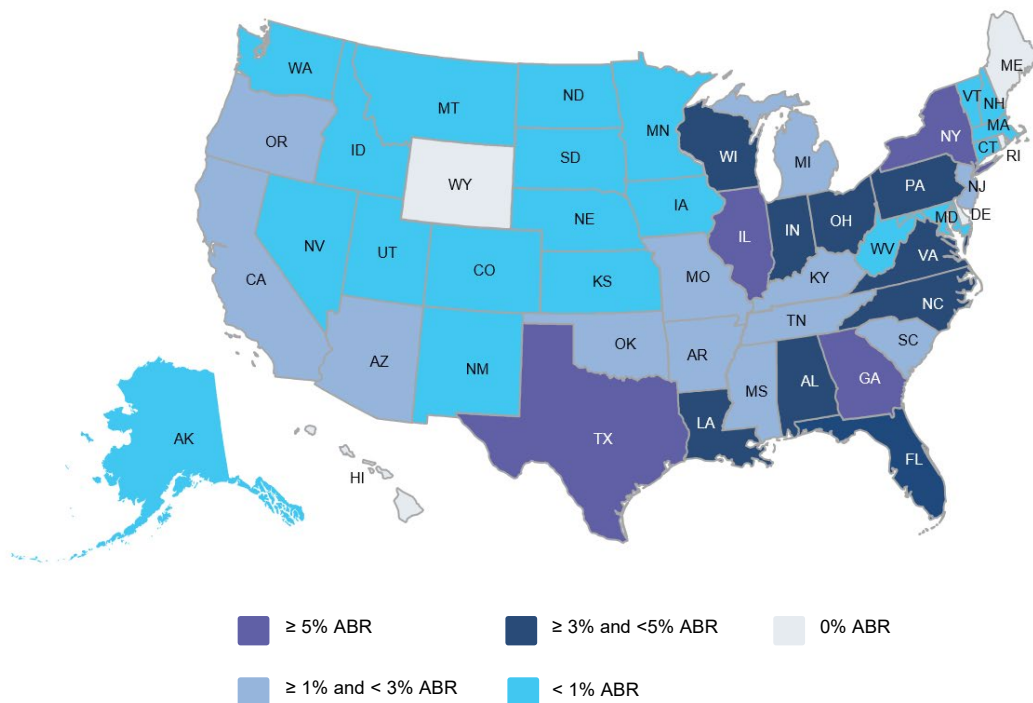 ME
WA
VT
NH
ND
MT
MN
MA
OR
NY
CT
RI
ID
WI
SD
MI
WY
PA
NJ
IA
OH
MD
DE
NE
IN
IL
NV
WV
UT
VA
CO
CA
KS
MO
KY
NC
TN
OK
SC
AZ
AR
NM
AL
GA
MS
LA
TX
AK
FL
HI
≥ 5% ABR
≥ 3% and <5% ABR
0% ABR
≥ 1% and < 3% ABR
< 1% ABR